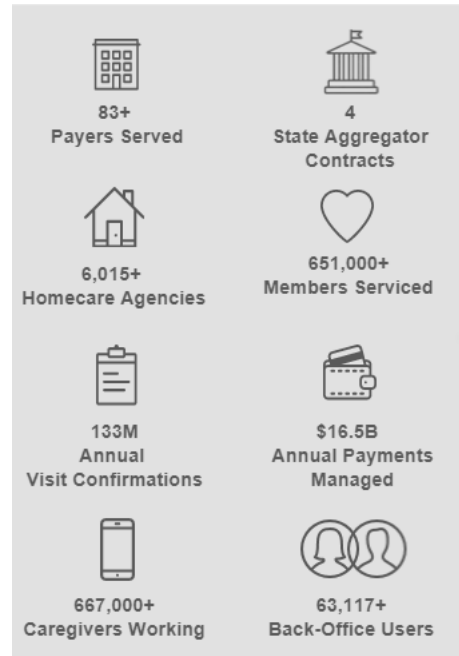 83+
Payers Served
4
State Aggregator
Contracts
6,015+
Homecare Agencies
651,000+
Members Serviced
133M
Annual
Visit Confirmations
$16.5B
Annual Payments
Managed
667,000+
Caregivers Working
63,117+
Back-Office Users